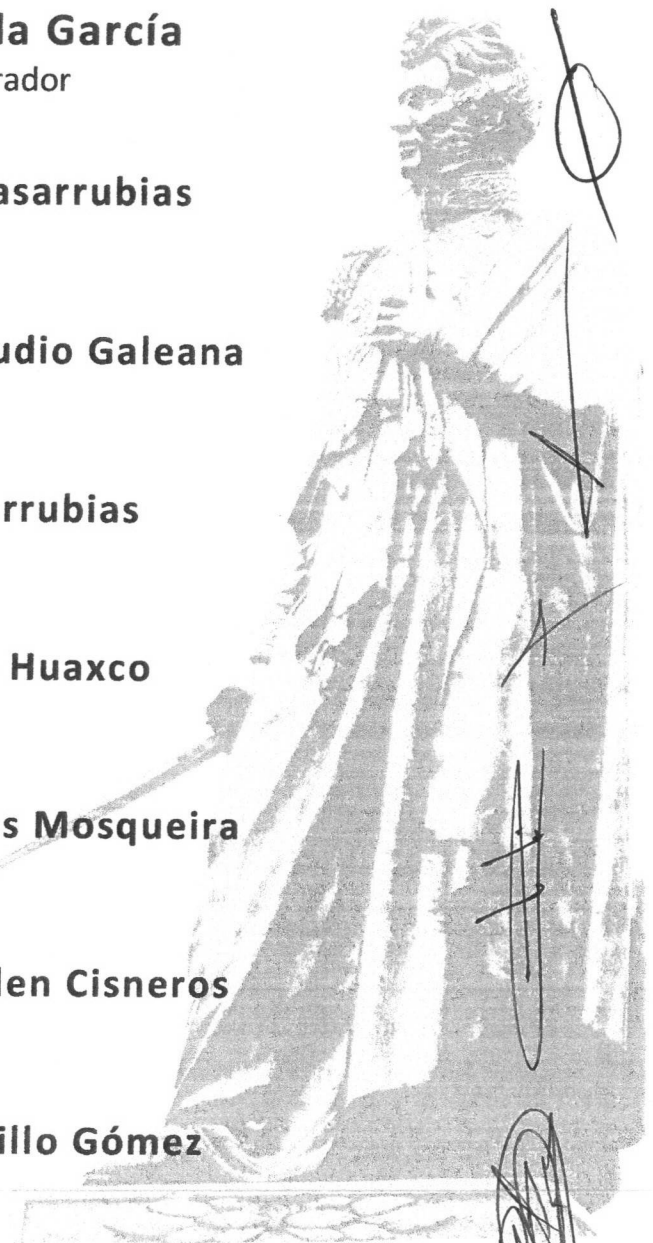 la García
rador
asarrubias
udio Galeana
rrubias
Huaxco
s Mosqueira
len Cisneros
illo Gómez